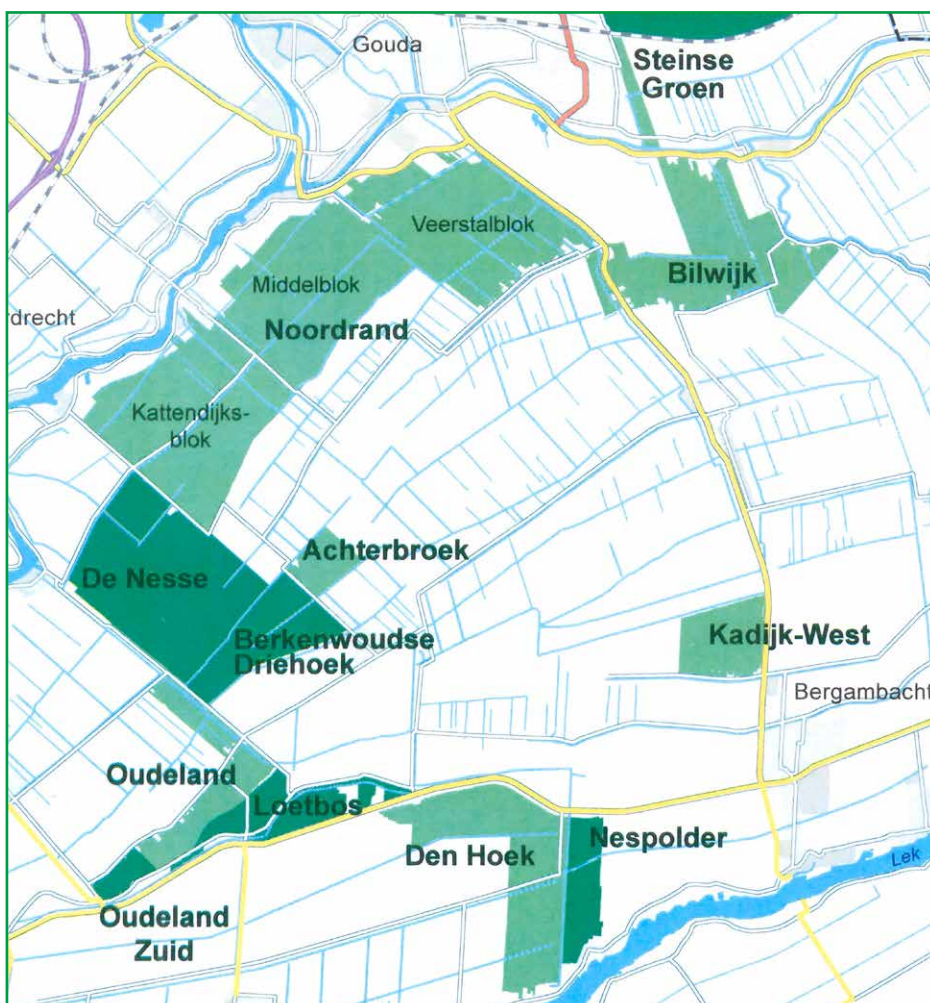 Gouda
Steinse
Groen
Veerstalblok
Bilwijk
Middelblok
Noordrand
rdrecht
Kattendijks-
blok
Achterbroek
De Nesse
Berkenwoudse
Driehoek
Kadijk-West
Bergambacht
Oudeland
Loetbos
Den Hoek
Nespolder
Lek
Oudeland
Zuid